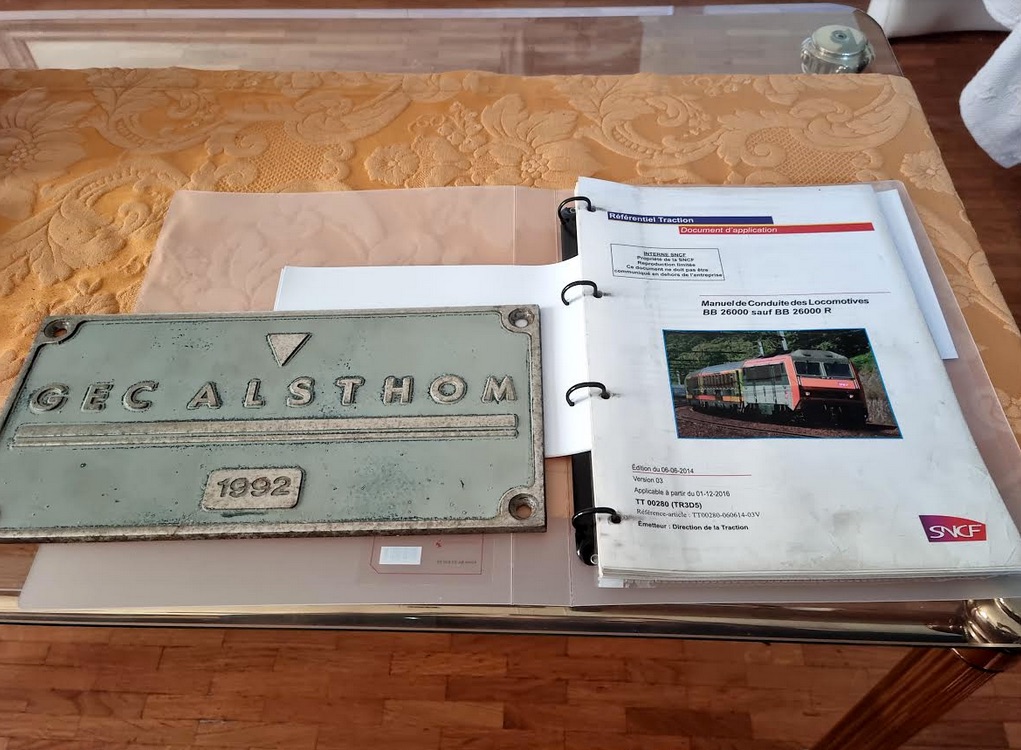 GEC ALSTHOM
1992
Référentiel Traction
Document d'application
INTERNE SNCF
Propriété de la SNCF
Reproduction limitée
Ce document ne doit pas être
communiqué en dehors de l'entreprise
Manuel de Conduite des Locomotives
BB 26000 sauf BB 26000 R
Édition du 06-06-2014
Version 03
Applicable à partir du 01-12-2016
TT 00280 (TR3D5)
Référence-article : TT00280-060614-03V
Émetteur : Direction de la Traction
SNCF